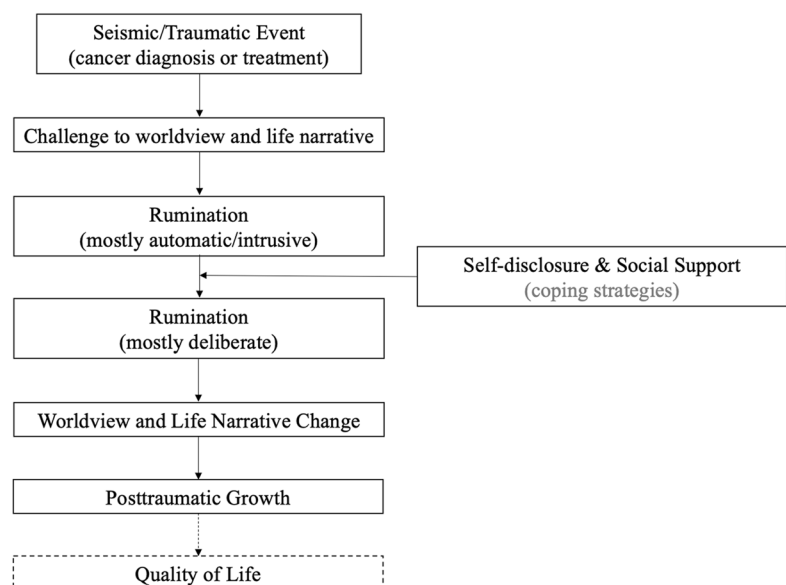 Seismic/Traumatic Event
(cancer diagnosis or treatment)
Challenge to worldview and life narrative
Rumination
(mostly automatic/intrusive)
Self-disclosure & Social Support
(coping strategies)
Rumination
(mostly deliberate)
Worldview and Life Narrative Change
Posttraumatic Growth
Quality of Life